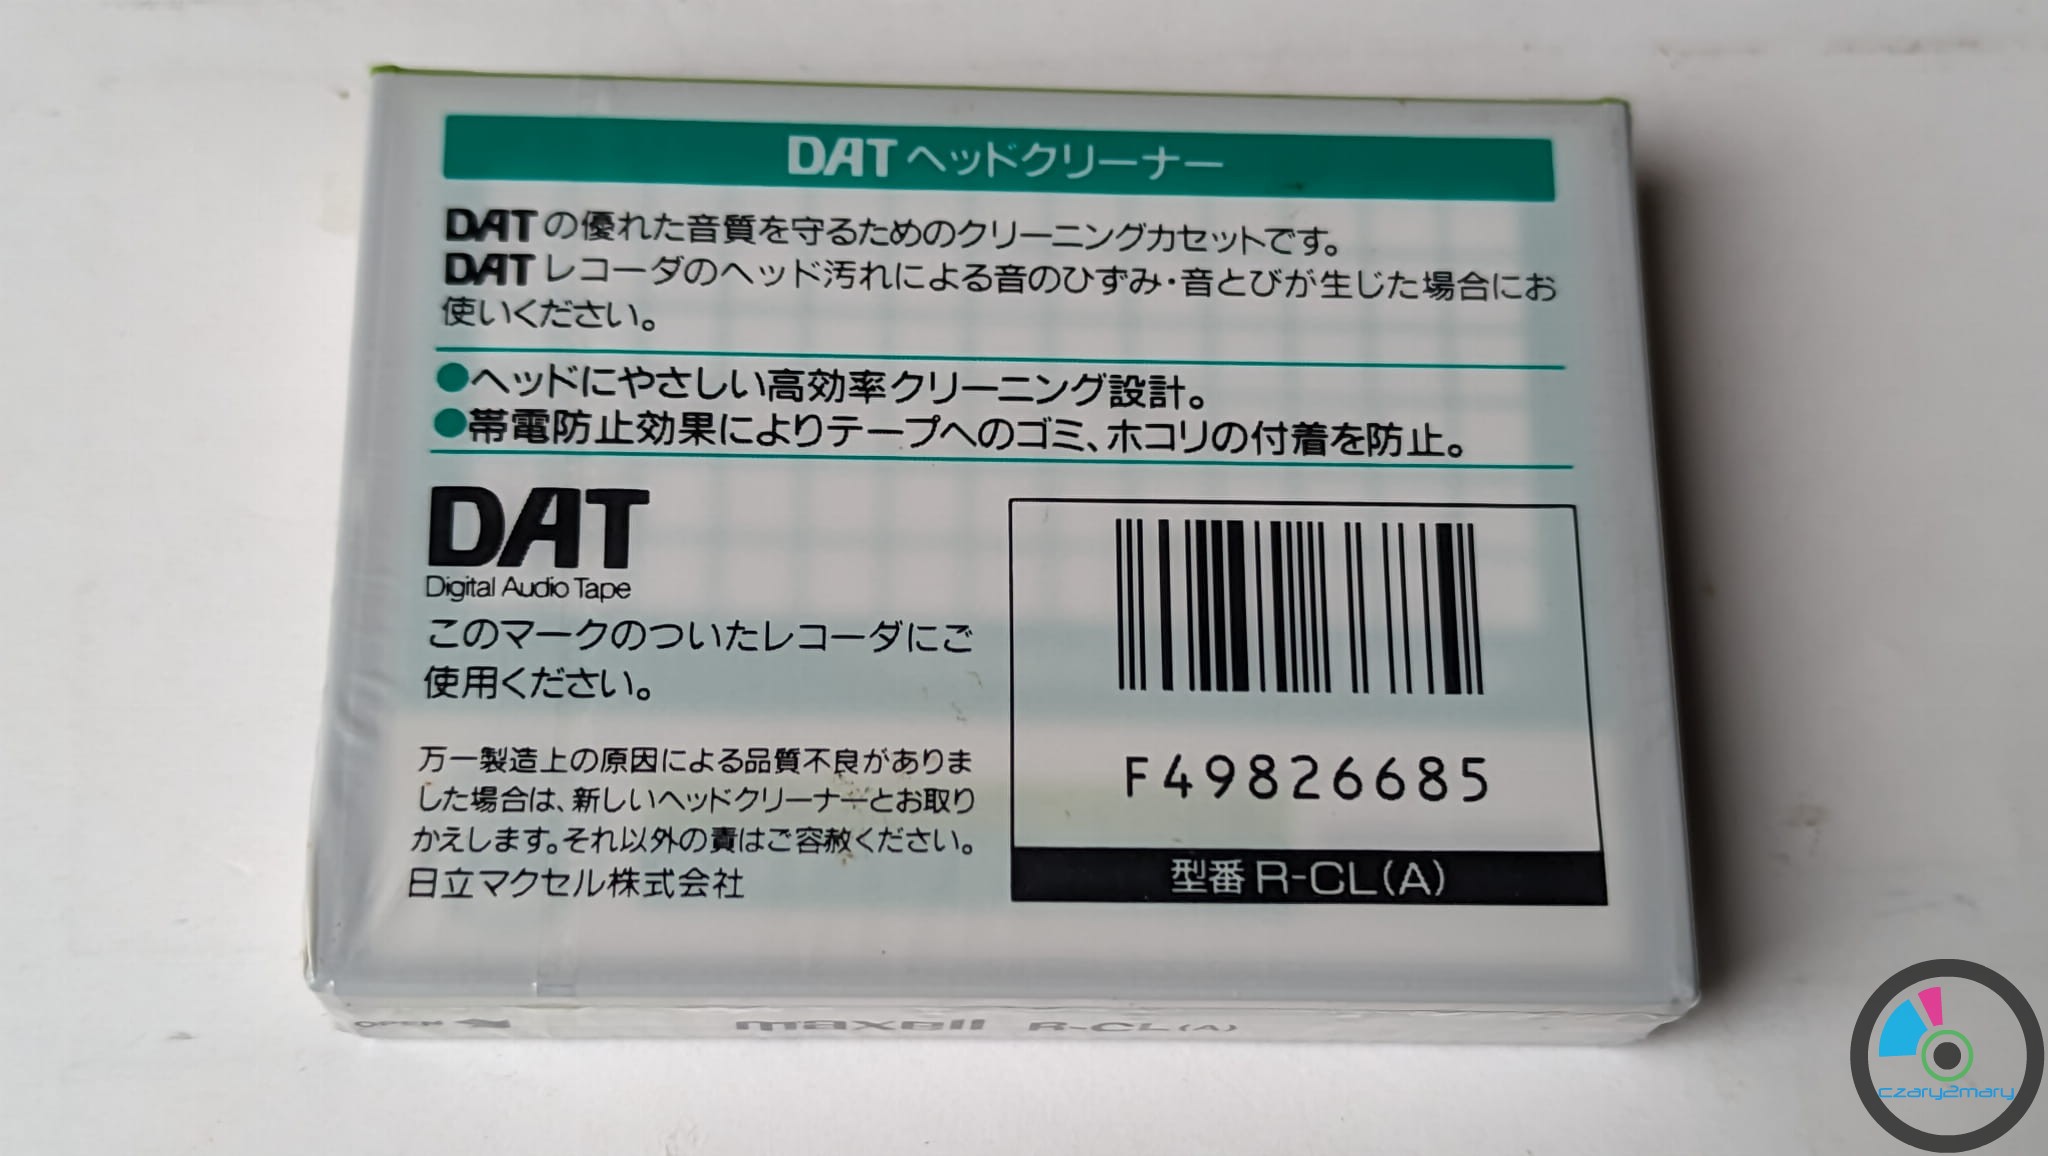 DATヘッドクリーナー
DATの優れた音質を守るためのクリーニングカセットです。
DATレコーダのヘッド汚れによる音のひずみ・音とびが生じた場合にお
使いください。
●ヘッドにやさしい高効率クリーニング設計。
●帯電防止効果によりテープへのゴミ、ホコリの付着を防止。
DAT
Digital Audio Tape
このマークのついたレコーダにご
使用ください。
万一製造上の原因による品質不良がありま
した場合は、新しいヘッドクリーナーとお取り
かえします。それ以外の責はご容赦ください。
日立マクセル株式会社
F49826685
型番 R-CL(A)
OPEN
maxell R-CL(A)
czary2mary